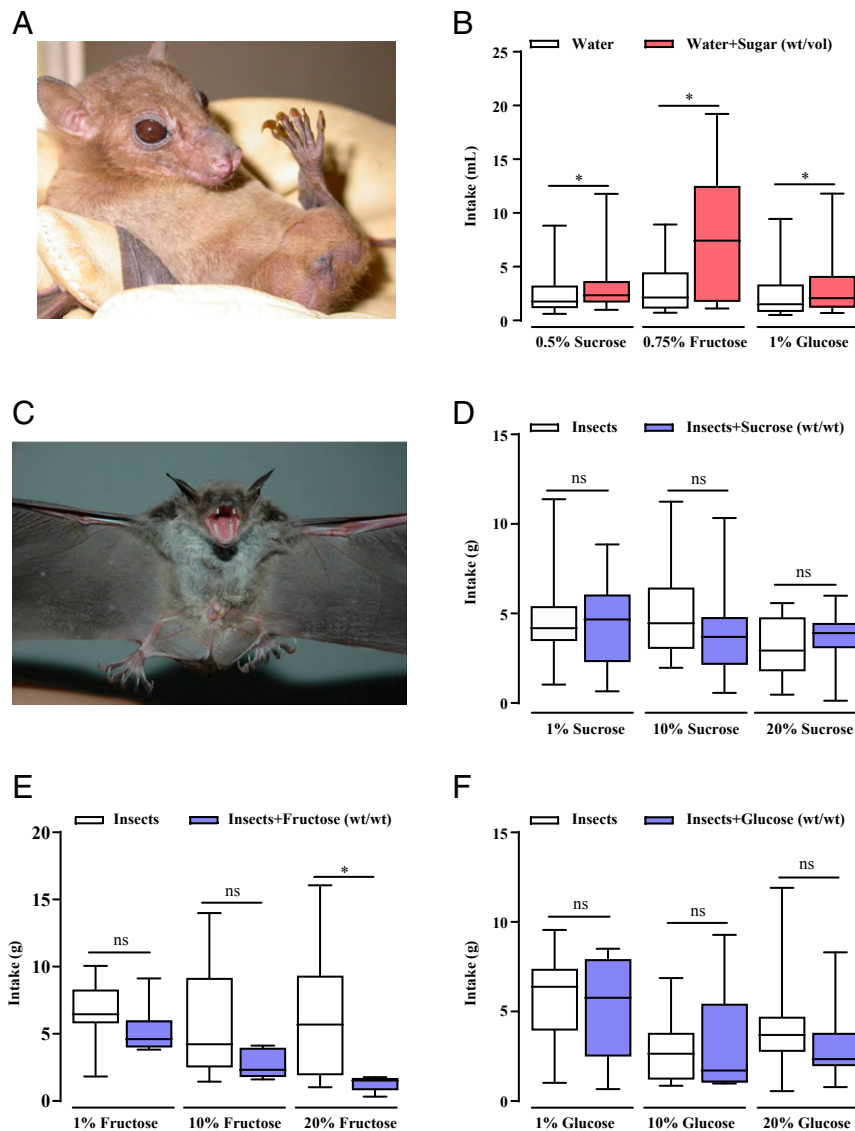 A
B
Water Water+Sugar (wt/vol)
25
20
15
10
5
0
Intake (mL)
*
*
*
0.5% Sucrose 0.75% Fructose 1% Glucose
C
D
Insects Insects+Sucrose (wt/wt)
15
10
5
0
Intake (g)
ns
ns
ns
1% Sucrose 10% Sucrose 20% Sucrose
E
Insects Insects+Fructose (wt/wt)
20
15
10
5
0
Intake (g)
ns
ns
*
1% Fructose 10% Fructose 20% Fructose
F
Insects Insects+Glucose (wt/wt)
15
10
5
0
Intake (g)
ns
ns
ns
1% Glucose 10% Glucose 20% Glucose